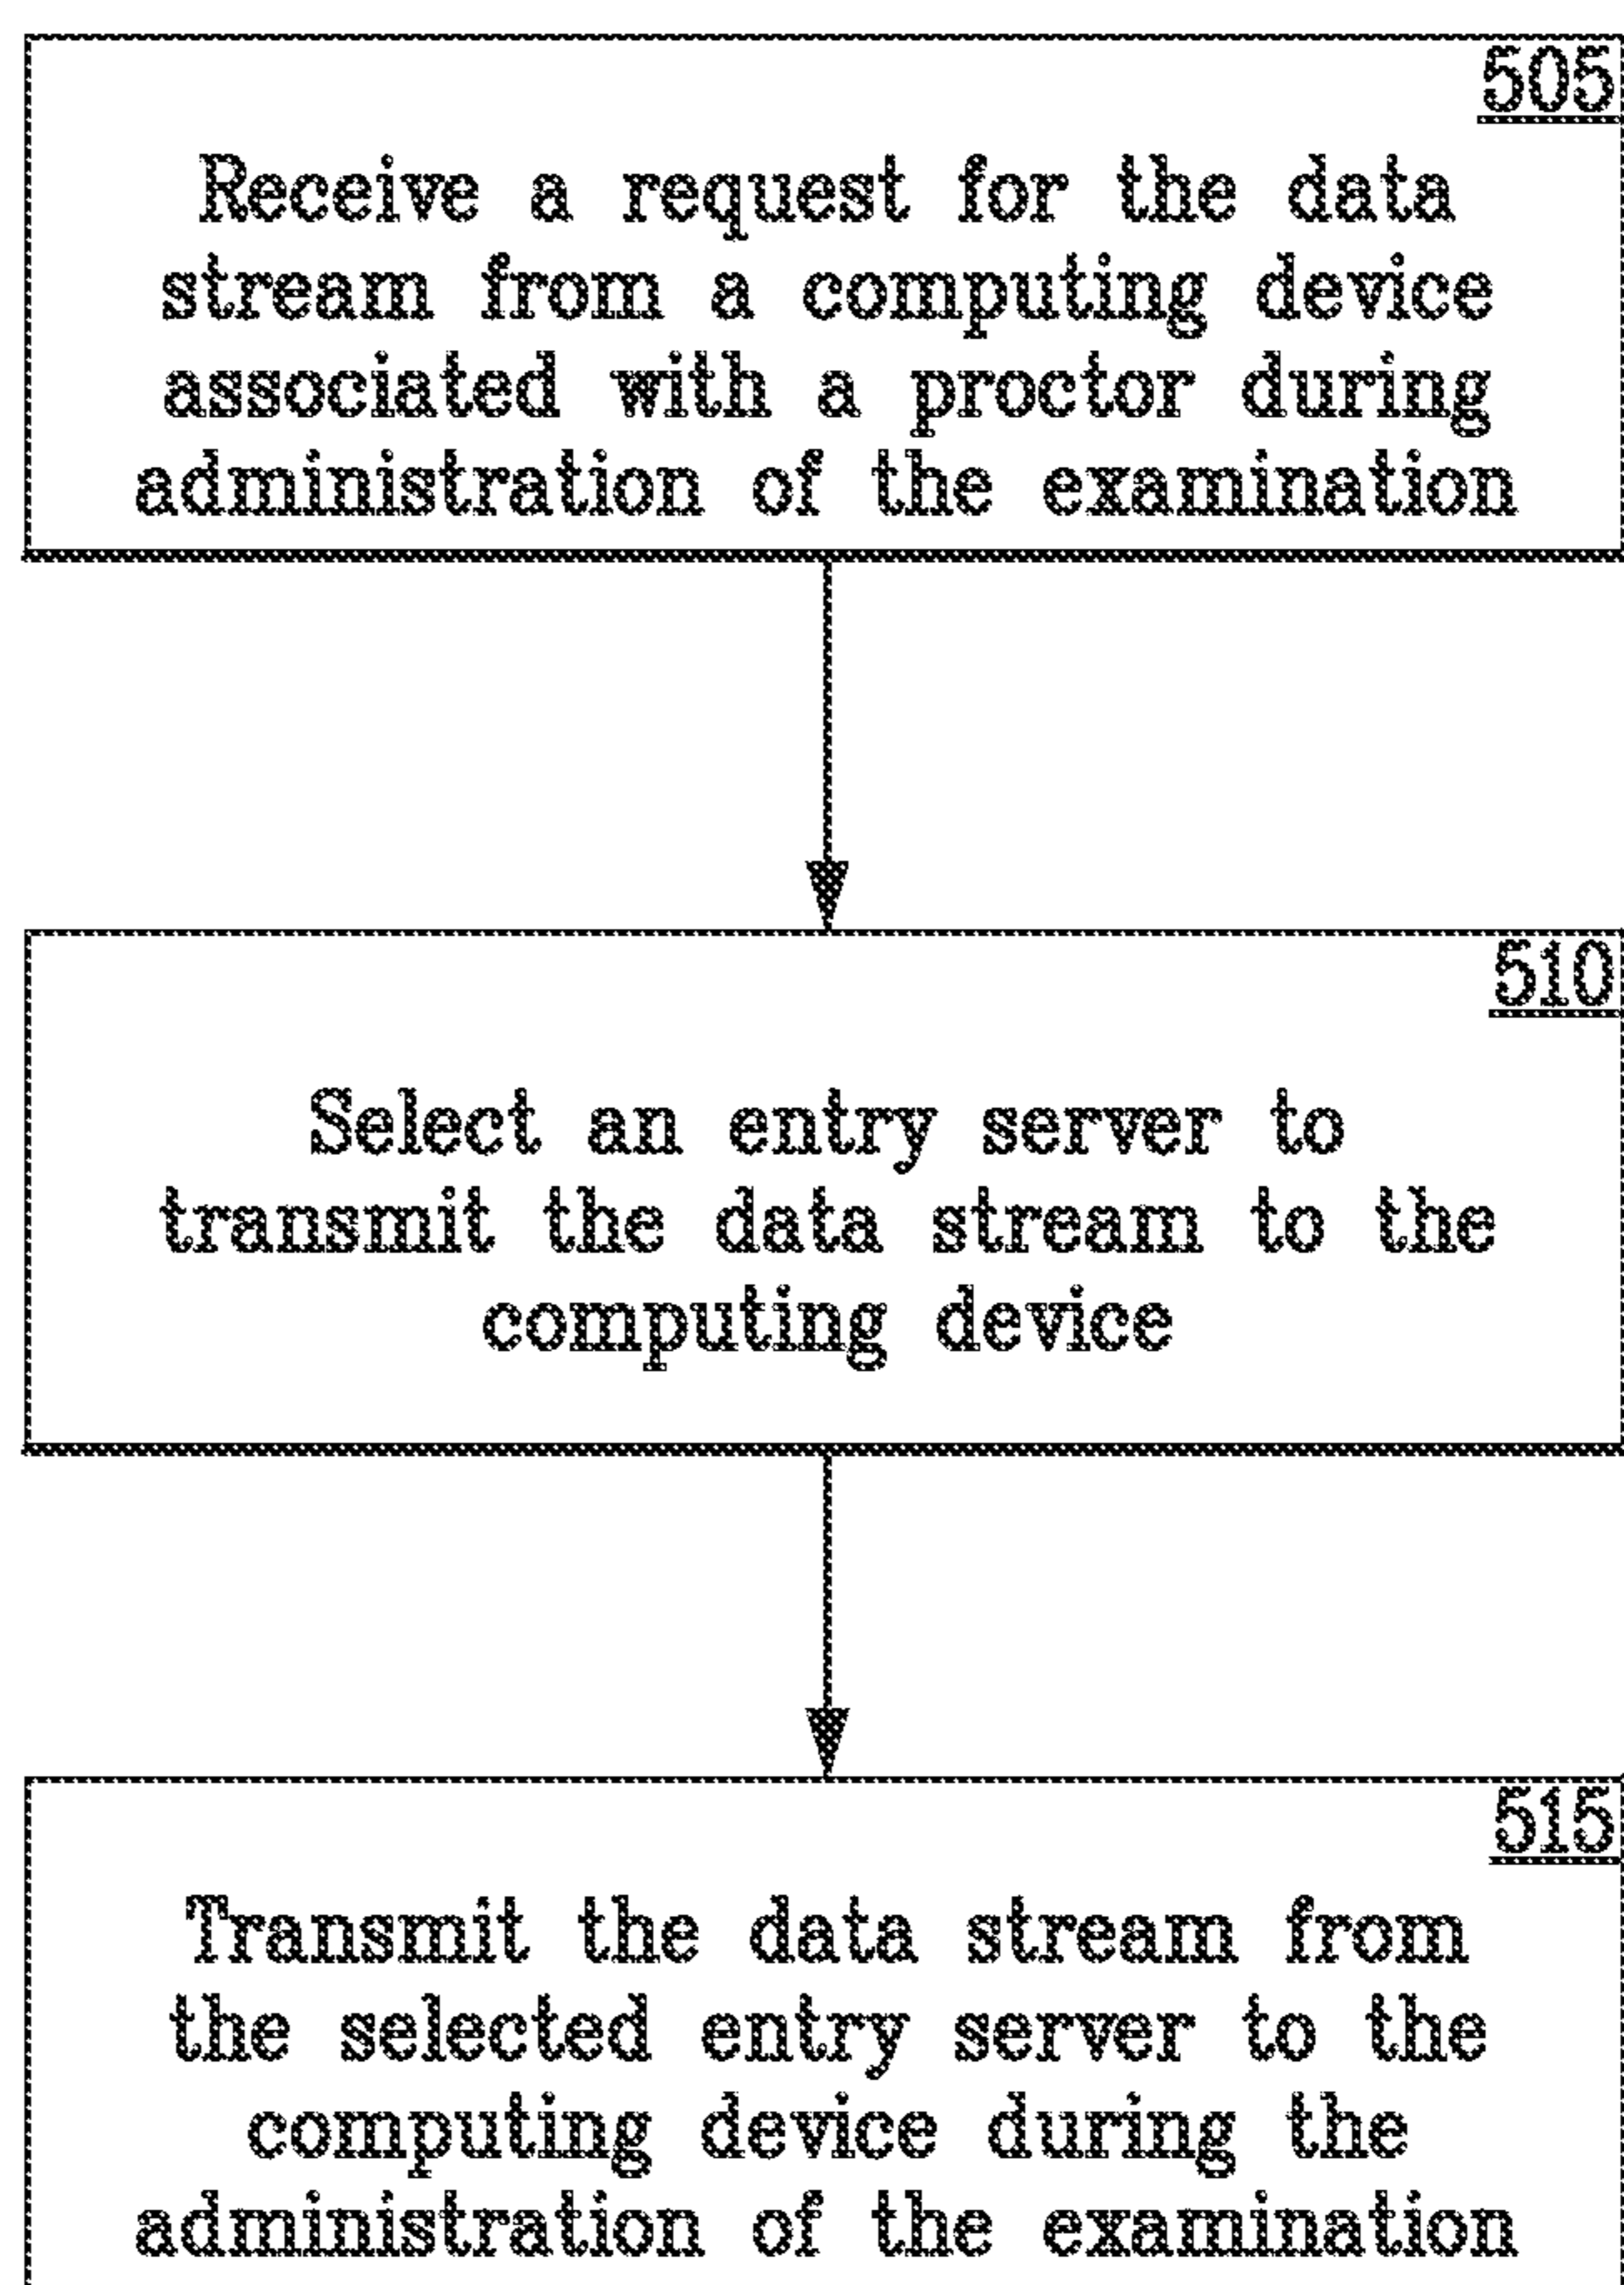 505
Receive a request for the data
stream from a computing device
associated with a proctor during
administration of the examination
510
Select an entry server to
transmit the data stream to the
computing device
515
Transmit the data stream from
the selected entry server to the
computing device during the
administration of the examination